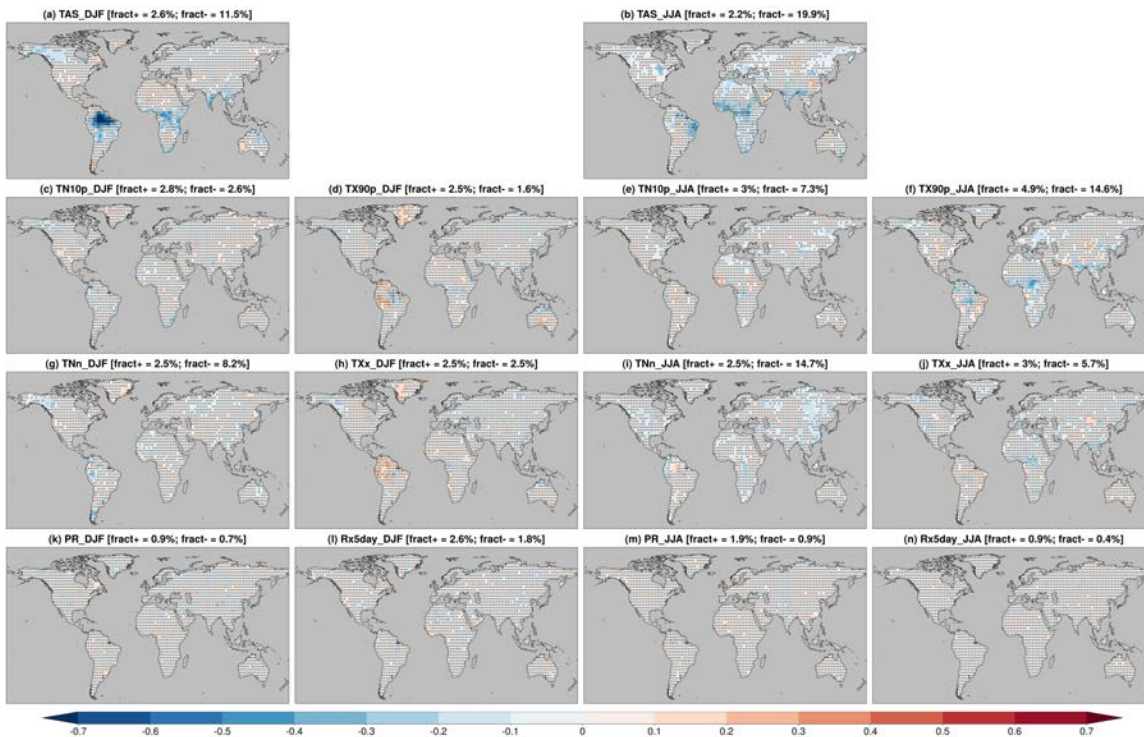 (a) TAS_DJF [fract+ = 2.6%; fract- = 11.5%]
(b) TAS_JJA [fract+ = 2.2%; fract- = 19.9%]
(c) TN10p_DJF [fract+ = 2.8%; fract- = 2.6%]
(d) TX90p_DJF [fract+ = 2.5%; fract- = 1.6%]
(e) TN10p_JJA [fract+ = 3%; fract- = 7.3%]
(f) TX90p_JJA [fract+ = 4.9%; fract- = 14.6%]
(g) TNn_DJF [fract+ = 2.5%; fract- = 8.2%]
(h) TXx_DJF [fract+ = 2.5%; fract- = 2.5%]
(i) TNn_JJA [fract+ = 2.5%; fract- = 14.7%]
(j) TXx_JJA [fract+ = 3%; fract- = 5.7%]
(k) PR_DJF [fract+ = 0.9%; fract- = 0.7%]
(l) Rx5day_DJF [fract+ = 2.6%; fract- = 1.8%]
(m) PR_JJA [fract+ = 1.9%; fract- = 0.9%]
(n) Rx5day_JJA [fract+ = 0.9%; fract- = 0.4%]
-0.7 -0.6 -0.5 -0.4 -0.3 -0.2 -0.1 0 0.1 0.2 0.3 0.4 0.5 0.6 0.7